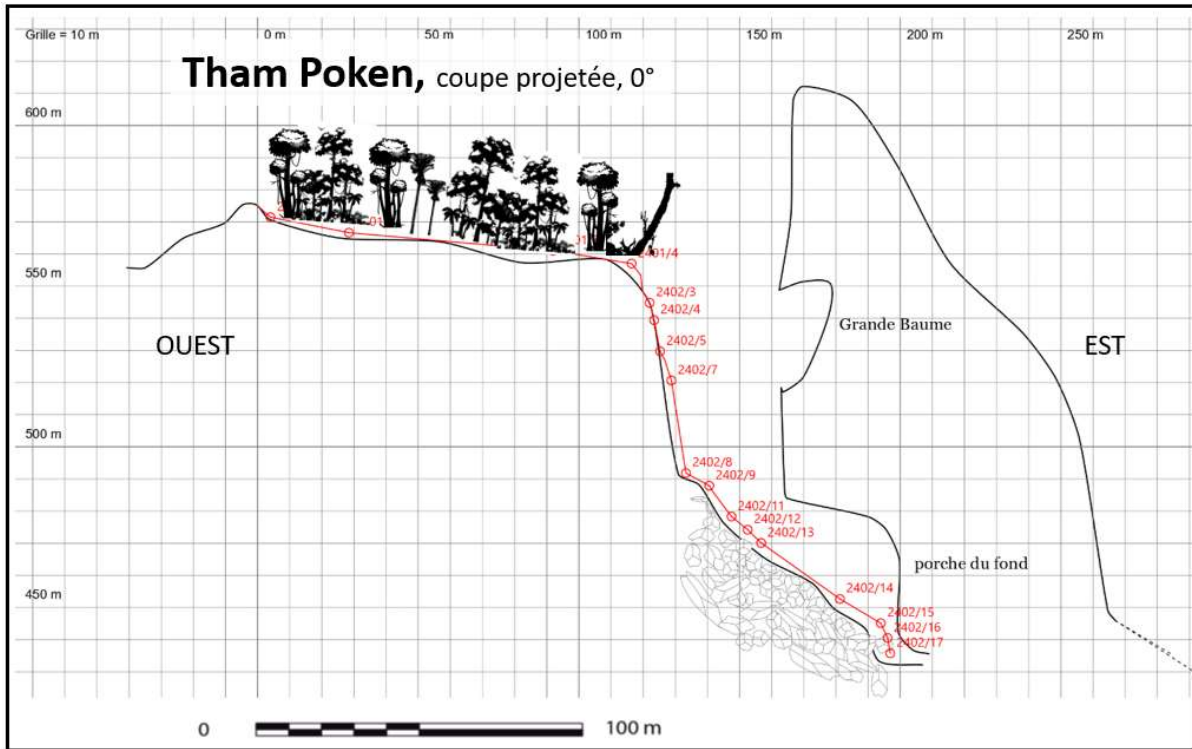 Grille = 10 m
0 m
50 m
100 m
150 m
200 m
250 m
Tham Poken, coupe projetée, 0°
600 m
2401/4
550 m
2402/3
2402/4
OUEST
2402/5
Grande Baume
EST
2402/7
500 m
2402/8
2402/9
2402/11
2402/12
2402/13
porche du fond
450 m
2402/14
2402/15
2402/16
2402/17
0
100 m